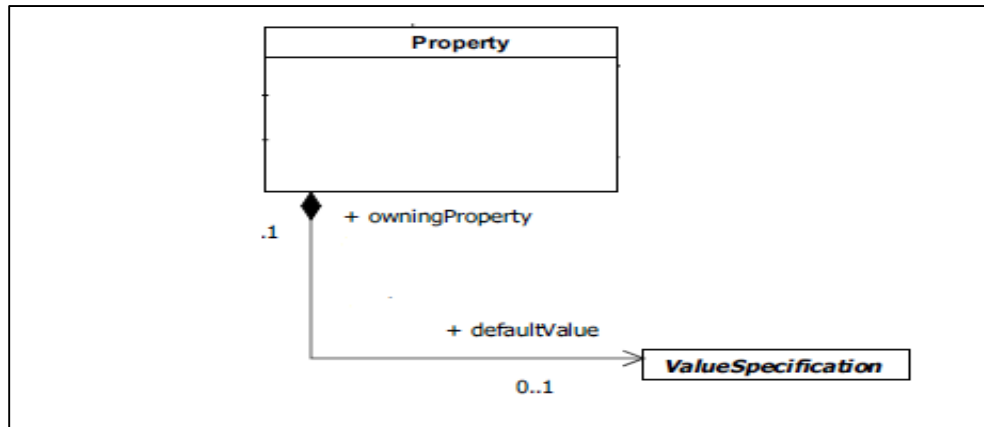 Property
+ owningProperty
.1
+ defaultValue
ValueSpecification
0..1